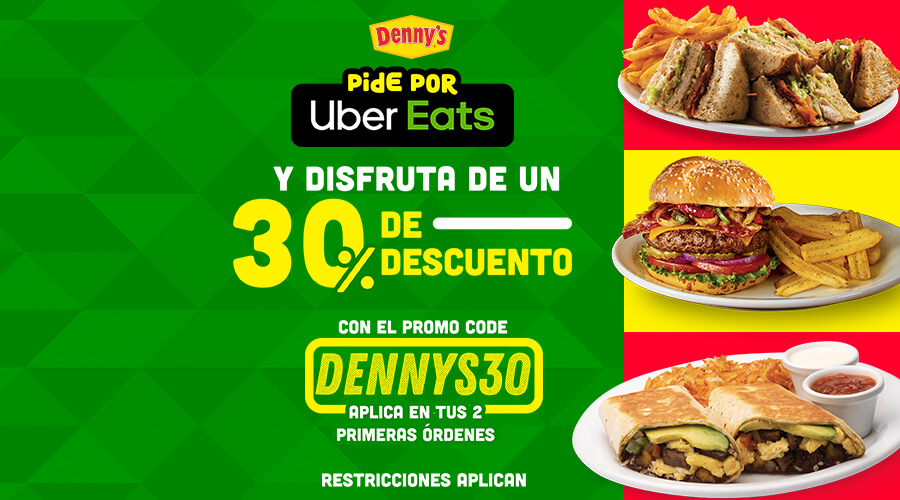 Denny's
PIDE POR
Uber Eats
Y DISFRUTA DE UN
30% DE
DESCUENTO
CON EL PROMO CODE
DENNYS30
APLICA EN TUS 2
PRIMERAS ÓRDENES
RESTRICCIONES APLICAN